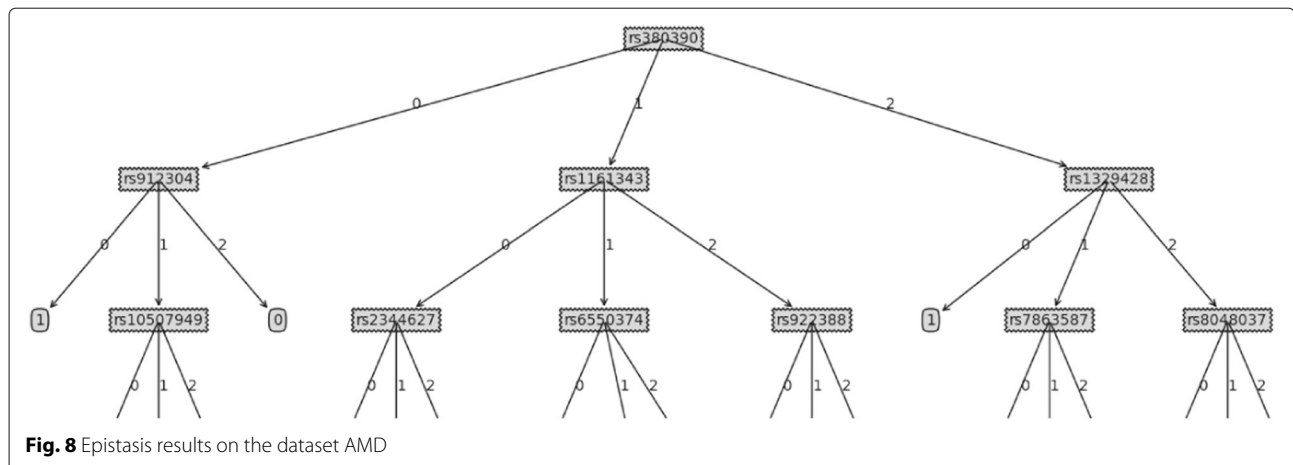 rs380390
0 1 2
rs912304 rs1161343 rs1329428
0 1 2 0 1 2 0 1 2
1 rs10507949 0 rs2344627 rs6550374 rs922388 1 rs7863587 rs8048037
0 1 2 0 1 2 0 1 2 0 1 2 0 1 2 0 1 2
Fig. 8 Epistasis results on the dataset AMD